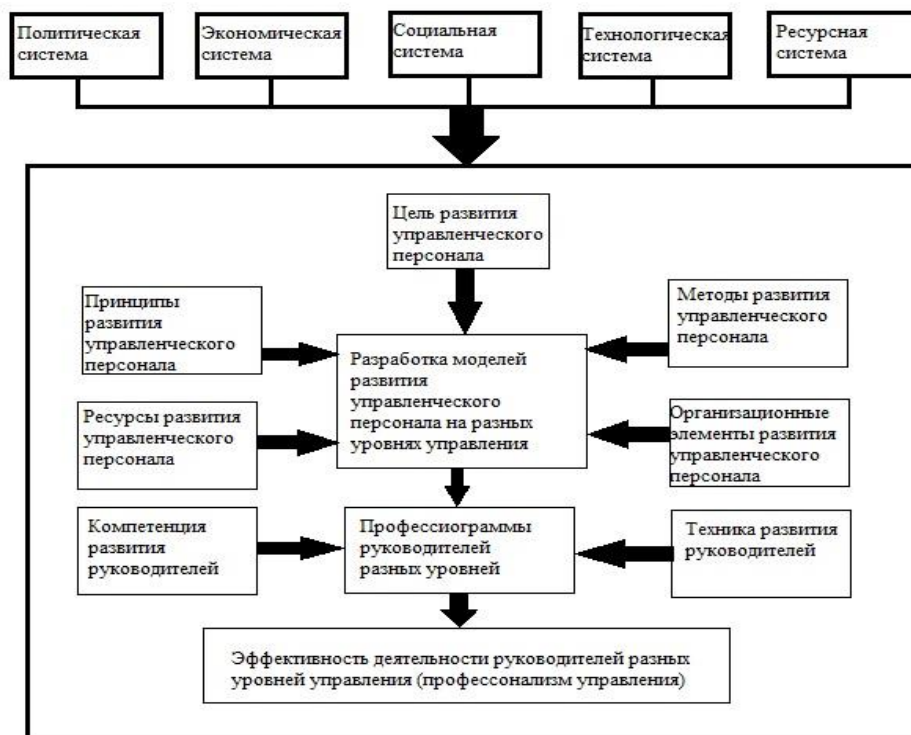 Политическая
система
Экономическая
система
Социальная
система
Технологическая
система
Ресурсная
система
Цель развития
управленческого
персонала
Принципы
развития
управленческого
персонала
Методы развития
управленческого
персонала
Разработка моделей
развития
управленческого
персонала на разных
уровнях управления
Ресурсы развития
управленческого
персонала
Организационные
элементы развития
управленческого
персонала
Компетенция
развития
руководителей
Профессиограммы
руководителей
разных уровней
Техника развития
руководителей
Эффективность деятельности руководителей разных
уровней управления (профессонализм управления)